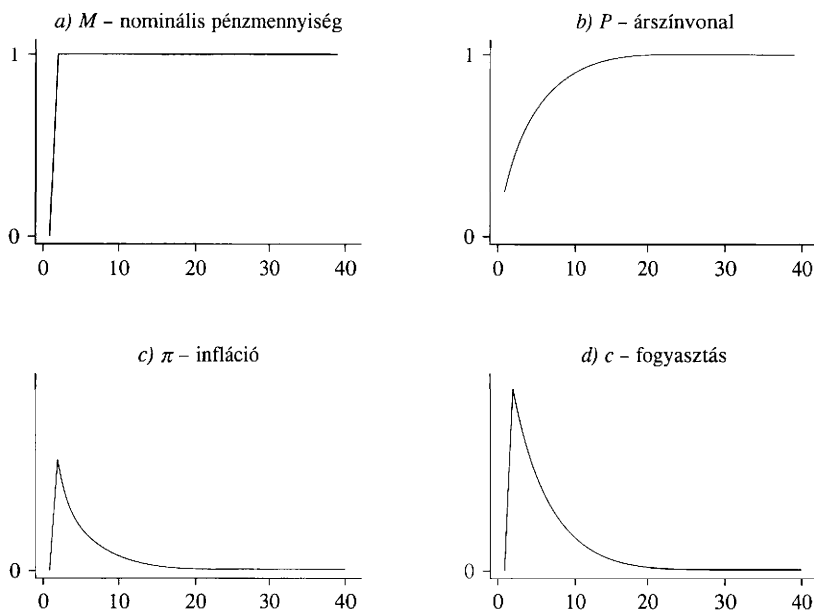 a) M – nominális pénzmennyiség
1
0
0 10 20 30 40
b) P – árszínvonal
1
0
0 10 20 30 40
c) π – infláció
0
0 10 20 30 40
d) c – fogyasztás
0
0 10 20 30 40